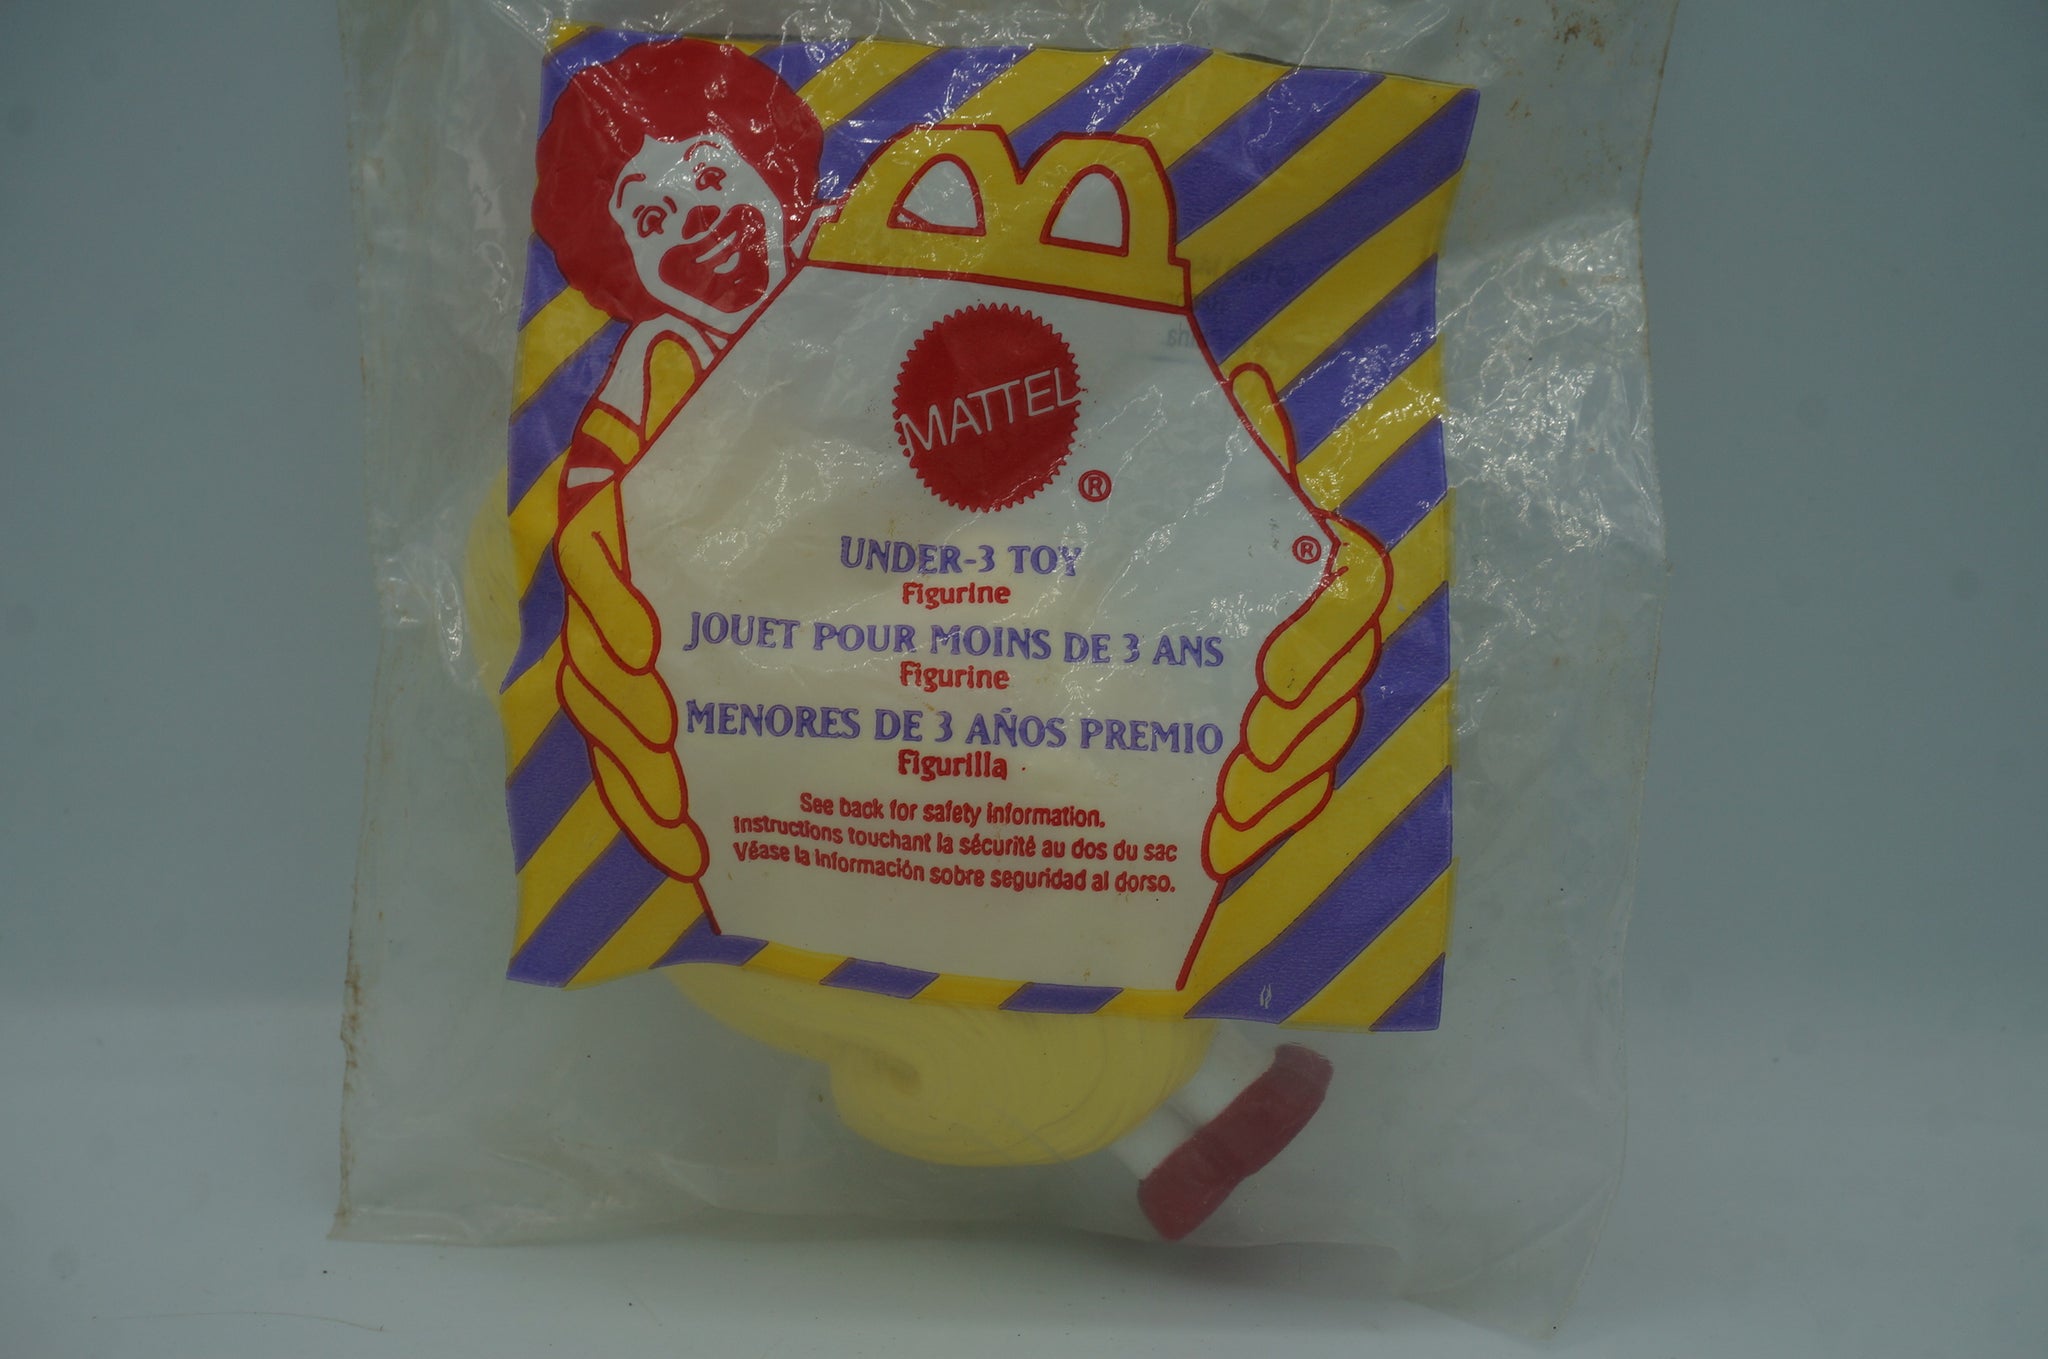 MATTEL
®
®
UNDER-3 TOY
Figurine
JOUET POUR MOINS DE 3 ANS
Figurine
MENORES DE 3 AÑOS PREMIO
Figurilla
See back for safety information.
Instructions touchant la sécurité au dos du sac
Véase la información sobre seguridad al dorso.